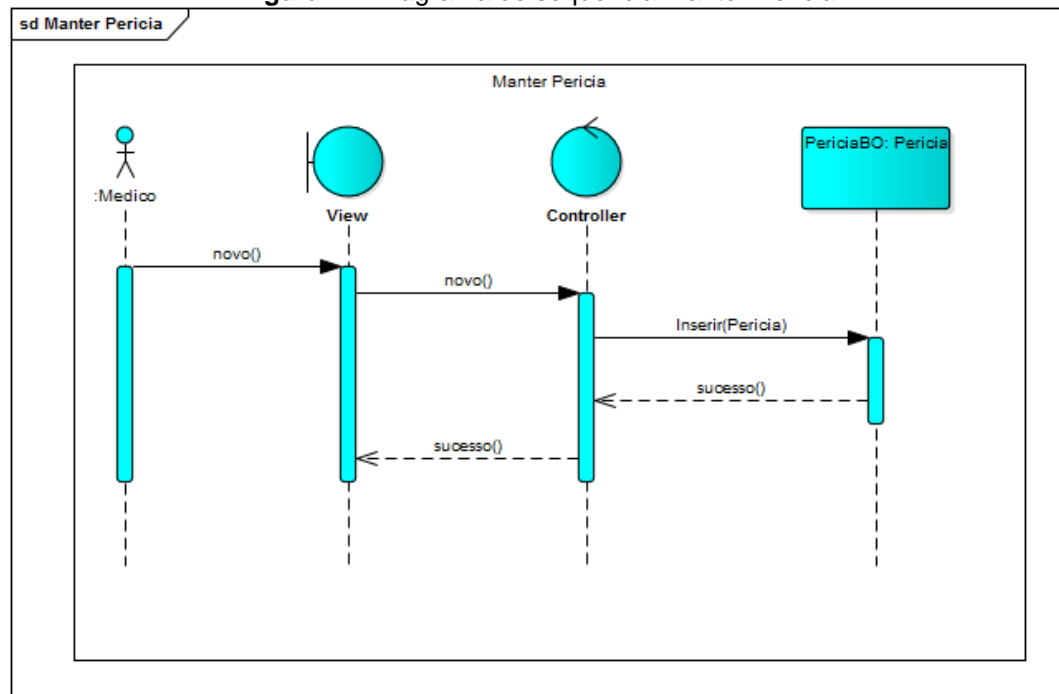 sd Manter Pericia
Manter Pericia
:Medico
View
Controller
PericiaBO: Pericia
novo()
novo()
Inserir(Pericia)
sucesso()
sucesso()